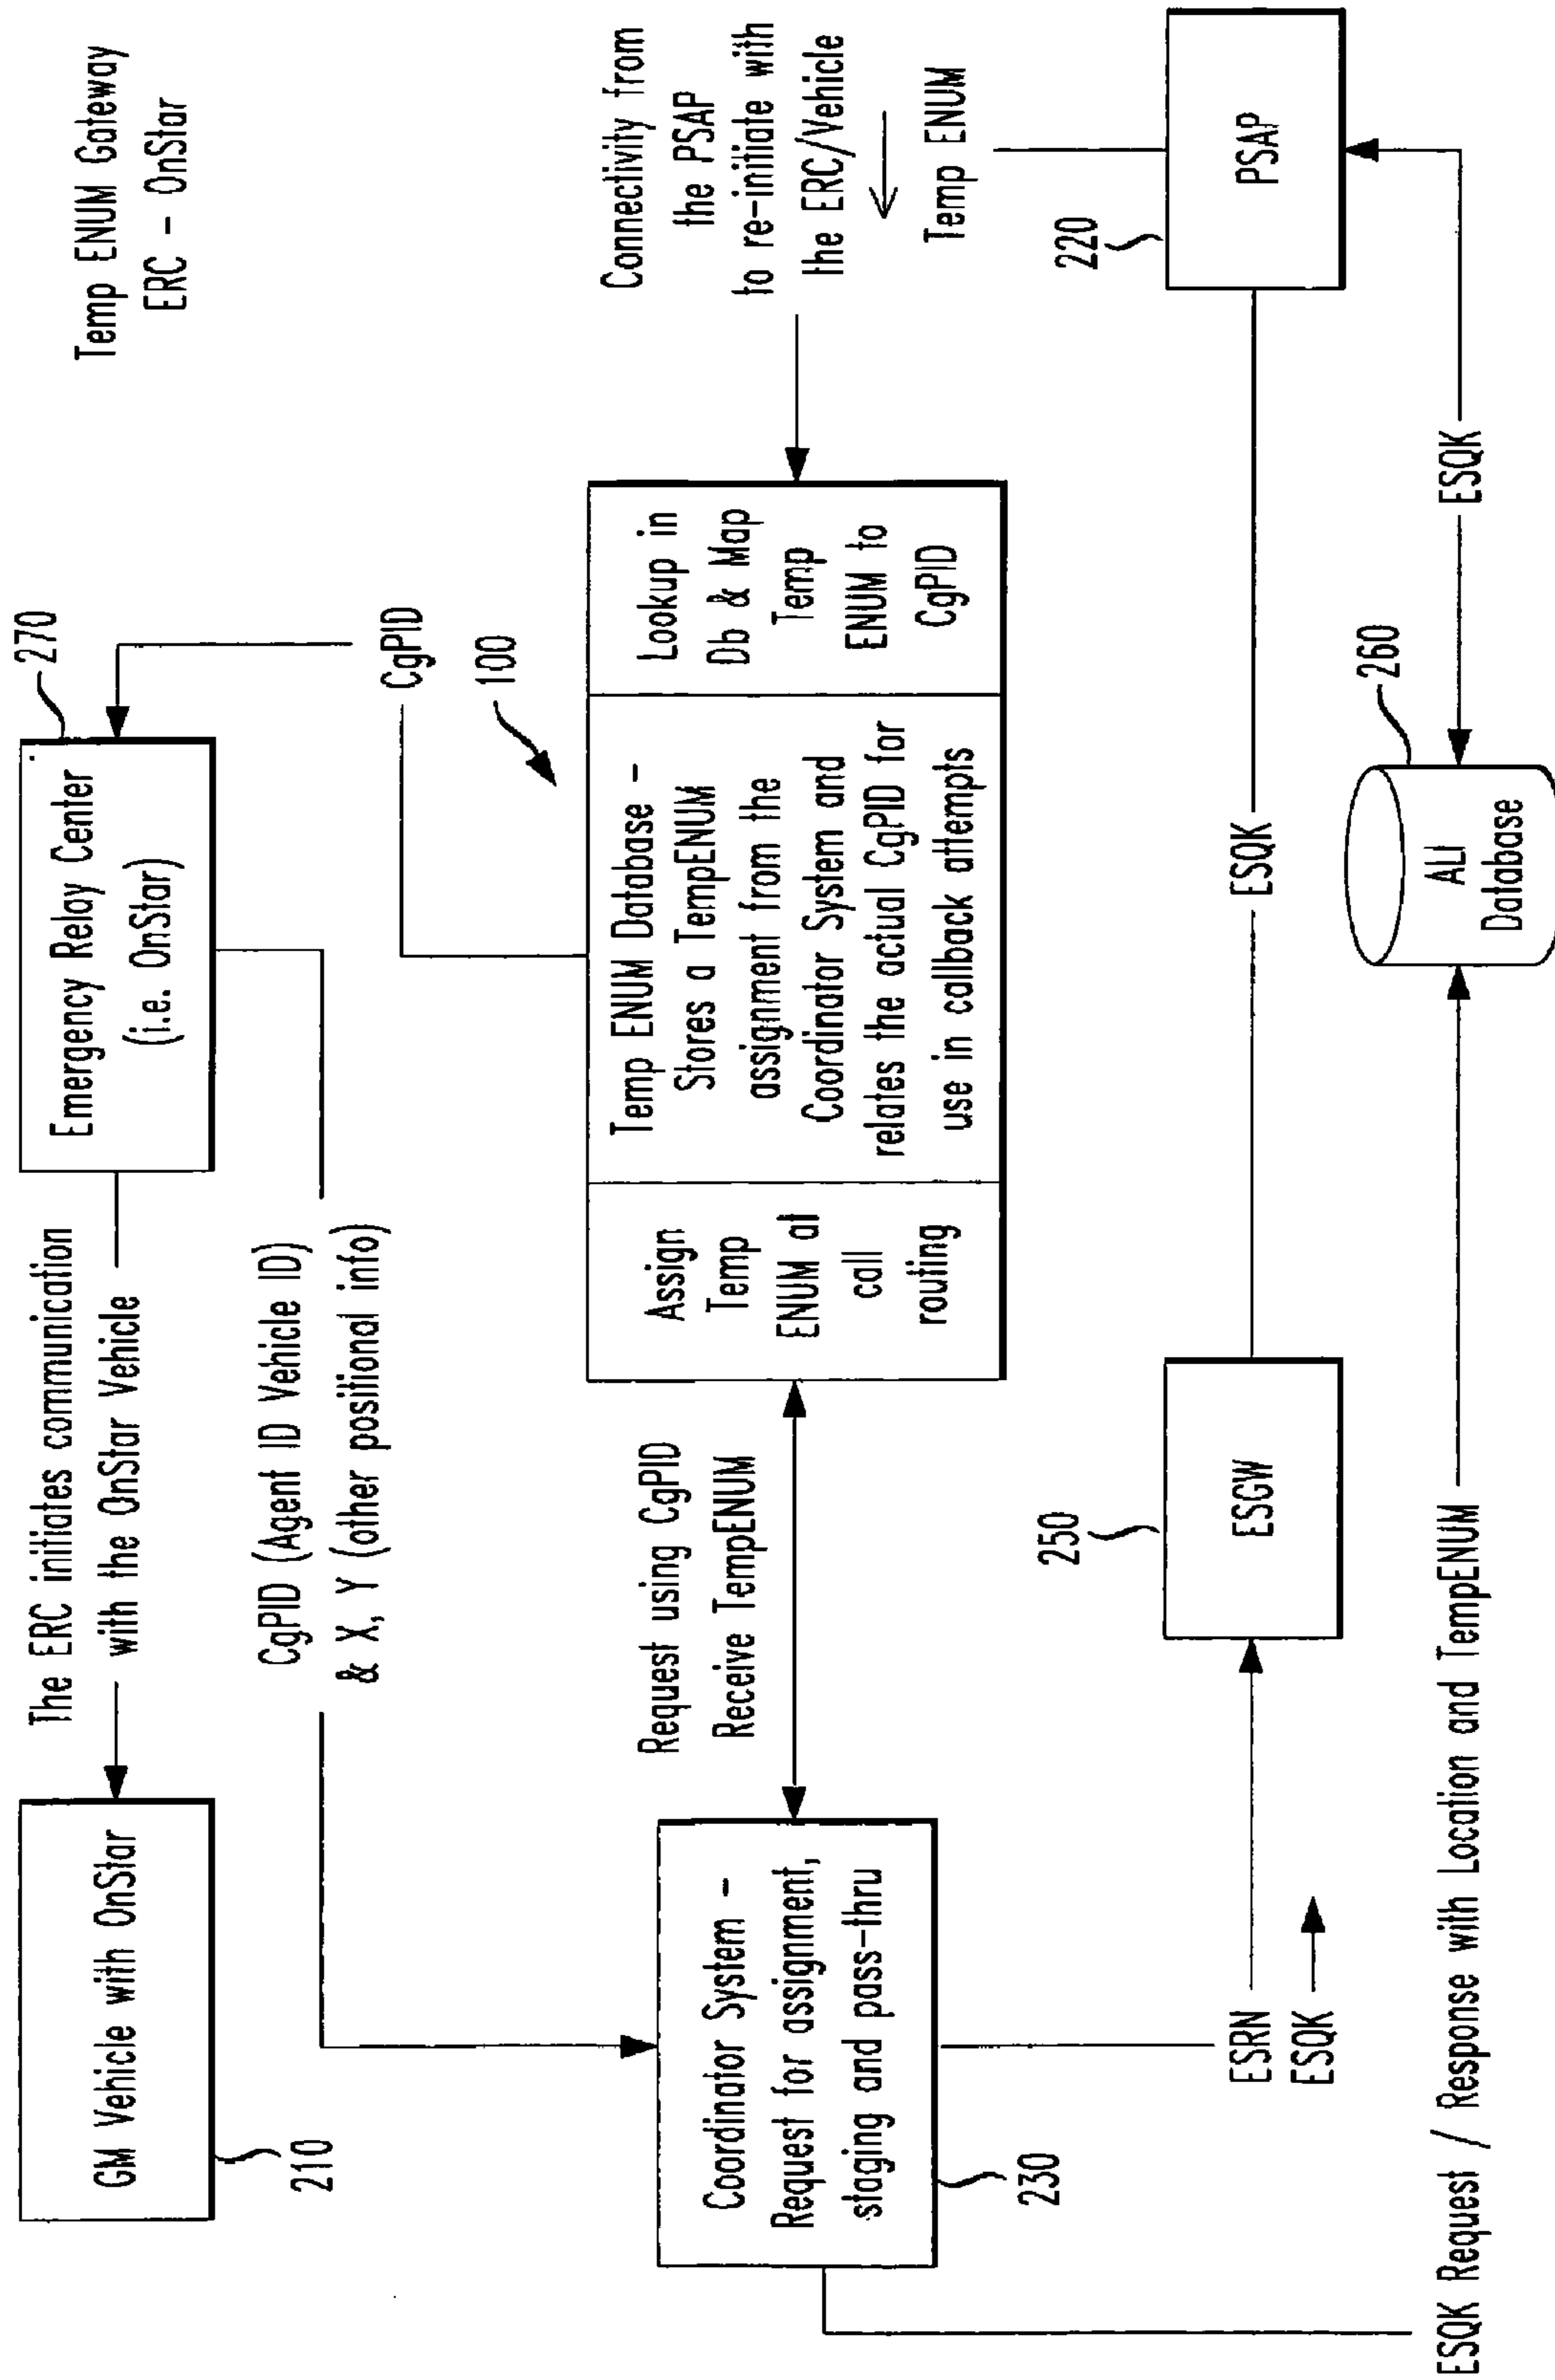 Temp ENUM Gateway
ERC - OnStar
GM Vehicle with OnStar
210
The ERC initiates communication
with the OnStar Vehicle
Emergency Relay Center
(i.e. OnStar)
270
CgPID (Agent ID Vehicle ID)
& X, Y (other positional info)
CgPID
100
Coordinator System -
Request for assignment,
staging and pass-thru
230
Request using CgPID
Receive TempENUM
Assign
Temp
ENUM at
call
routing
Temp ENUM Database -
Stores a TempENUM
assignment from the
Coordinator System and
relates the actual CgPID for
use in callback attempts
Lookup in
Db & Map
Temp
ENUM to
CgPID
Connectivity from
the PSAP
to re-initiate with
the ERC/Vehicle
Temp ENUM
ESRN
ESQK
250
ESGW
ESQK
220
PSAP
ESQK Request / Response with Location and TempENUM
260
ALI
Database
ESQK